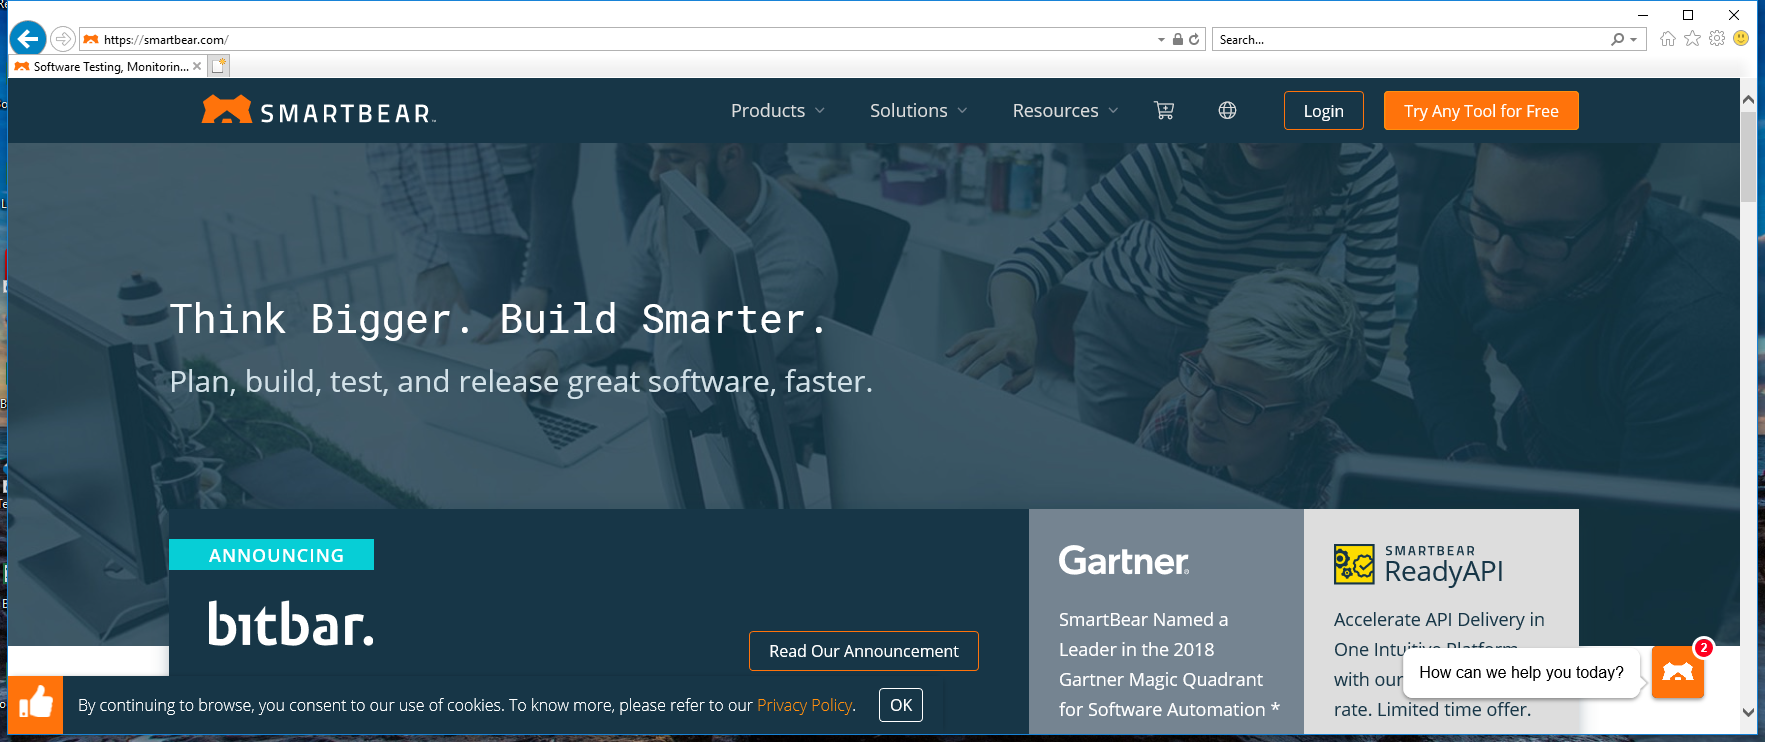 https://smartbear.com/
Search...
Software Testing, Monitorin...
SMARTBEAR
Products
Solutions
Resources
Login
Try Any Tool for Free
Think Bigger. Build Smarter.
Plan, build, test, and release great software, faster.
ANNOUNCING
bitbar.
Read Our Announcement
Gartner
SmartBear Named a
Leader in the 2018
Gartner Magic Quadrant
for Software Automation *
SMARTBEAR
ReadyAPI
Accelerate API Delivery in
One Intuitive Platform
with our
rate. Limited time offer.
How can we help you today?
2
By continuing to browse, you consent to our use of cookies. To know more, please refer to our Privacy Policy.
OK